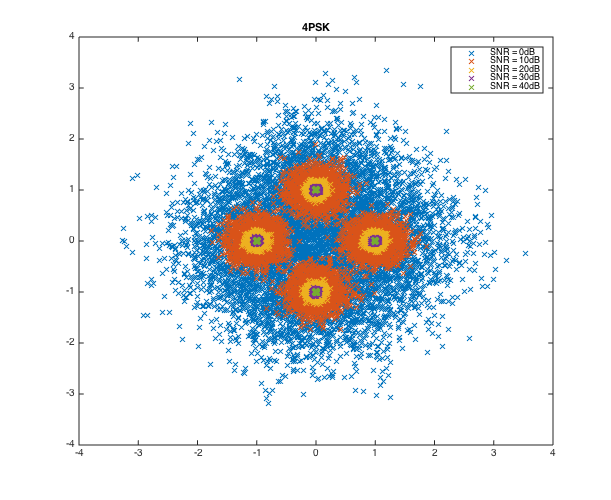 4PSK
SNR = 0dB
SNR = 10dB
SNR = 20dB
SNR = 30dB
SNR = 40dB
4
3
2
1
0
-1
-2
-3
-4
-4 -3 -2 -1 0 1 2 3 4